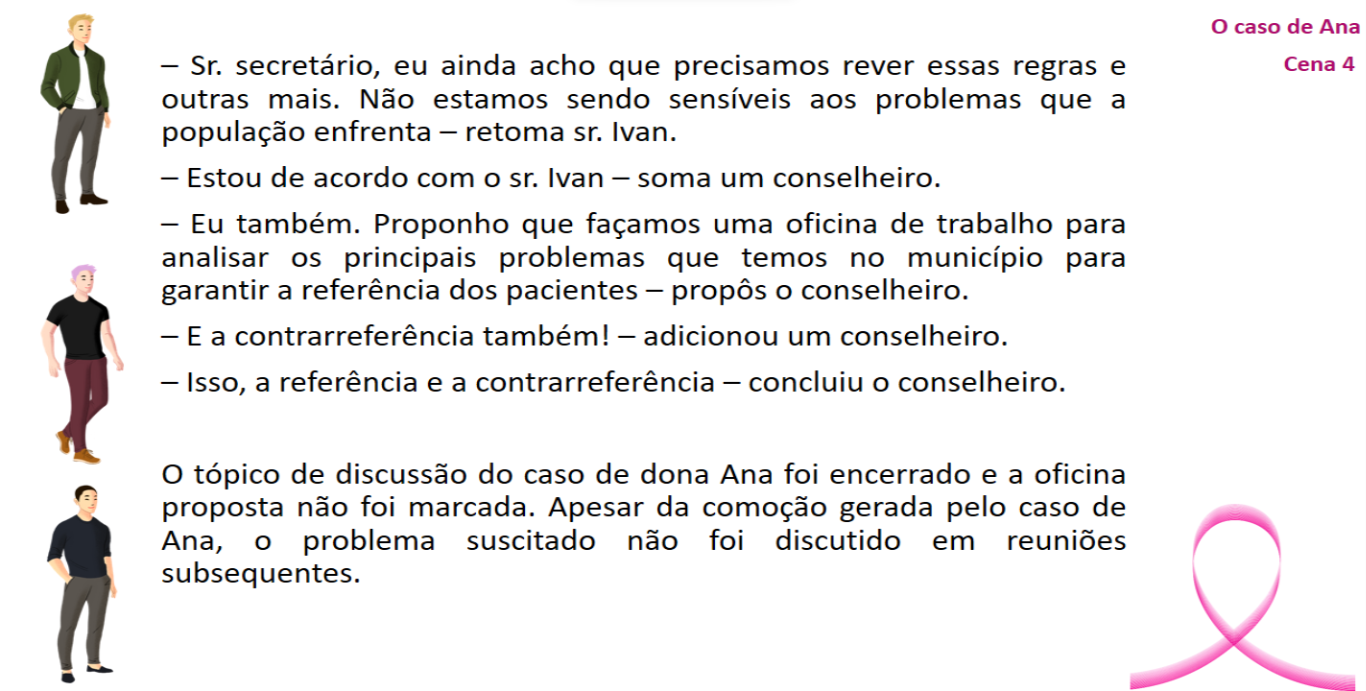 O caso de Ana
Cena 4
– Sr. secretário, eu ainda acho que precisamos rever essas regras e
outras mais. Não estamos sendo sensíveis aos problemas que a
população enfrenta – retoma sr. Ivan.
– Estou de acordo com o sr. Ivan – soma um conselheiro.
– Eu também. Proponho que façamos uma oficina de trabalho para
analisar os principais problemas que temos no município para
garantir a referência dos pacientes – propôs o conselheiro.
– E a contrarreferência também! – adicionou um conselheiro.
– Isso, a referência e a contrarreferência – concluiu o conselheiro.
O tópico de discussão do caso de dona Ana foi encerrado e a oficina
proposta não foi marcada. Apesar da comoção gerada pelo caso de
Ana, o problema suscitado não foi discutido em reuniões
subsequentes.